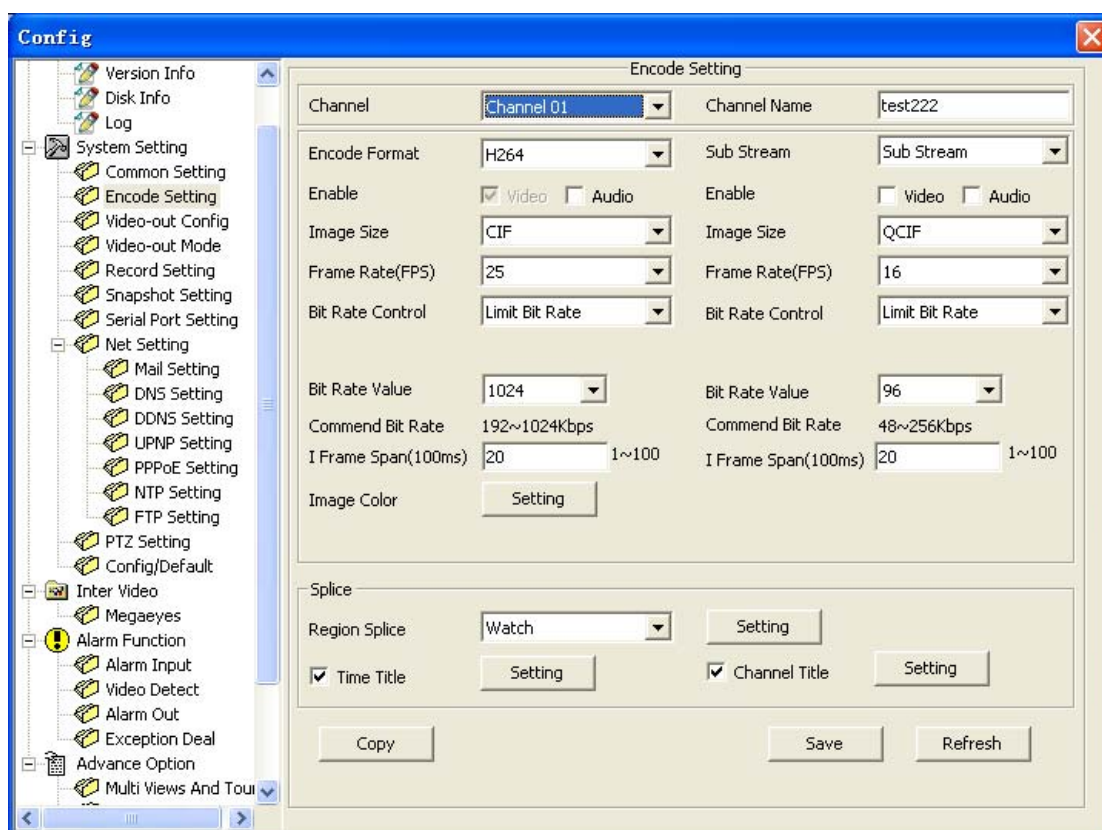 Config
Version Info
Disk Info
Log
System Setting
Common Setting
Encode Setting
Video-out Config
Video-out Mode
Record Setting
Snapshot Setting
Serial Port Setting
Net Setting
Mail Setting
DNS Setting
DDNS Setting
UPNP Setting
PPPoE Setting
NTP Setting
FTP Setting
PTZ Setting
Config/Default
Inter Video
Megaeyes
Alarm Function
Alarm Input
Video Detect
Alarm Out
Exception Deal
Advance Option
Multi Views And Tou
Encode Setting
Channel Channel 01 Channel Name test222
Encode Format H264 Sub Stream Sub Stream
Enable Video Audio Enable Video Audio
Image Size CIF Image Size QCIF
Frame Rate(FPS) 25 Frame Rate(FPS) 16
Bit Rate Control Limit Bit Rate Bit Rate Control Limit Bit Rate
Bit Rate Value 1024 Bit Rate Value 96
Commend Bit Rate 192~1024Kbps Commend Bit Rate 48~256Kbps
I Frame Span(100ms) 20 1~100 I Frame Span(100ms) 20 1~100
Image Color Setting
Splice
Region Splice Watch Setting
Time Title Setting Channel Title Setting
Copy Save Refresh